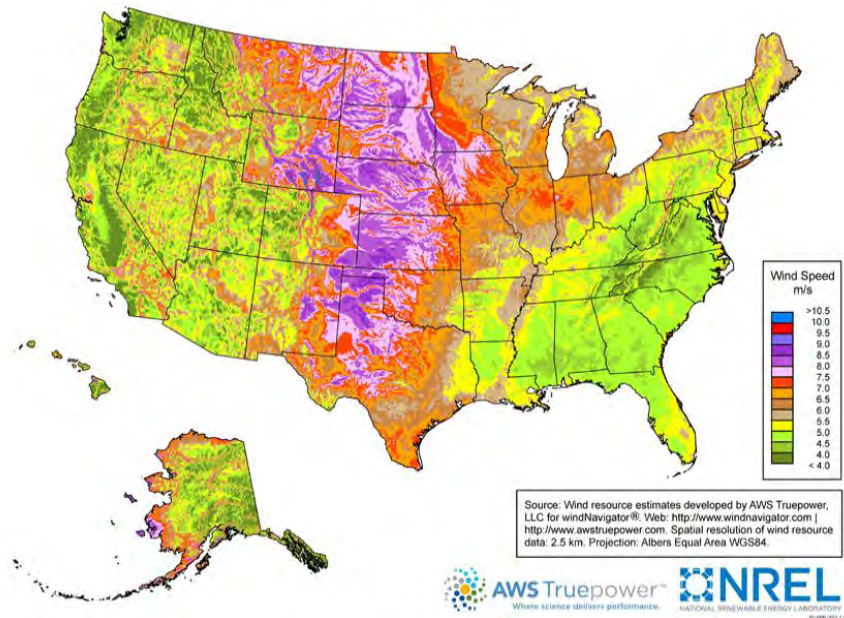 Wind Speed
m/s
>10.5
10.0
9.5
9.0
8.5
8.0
7.5
7.0
6.5
6.0
5.5
5.0
4.5
4.0
< 4.0
Source: Wind resource estimates developed by AWS Truepower,
LLC for windNavigator®. Web: http://www.windnavigator.com |
http://www.awstruepower.com. Spatial resolution of wind resource
data: 2.5 km. Projection: Albers Equal Area WGS84.
AWS Truepower™
Where science delivers performance.
NREL
NATIONAL RENEWABLE ENERGY LABORATORY